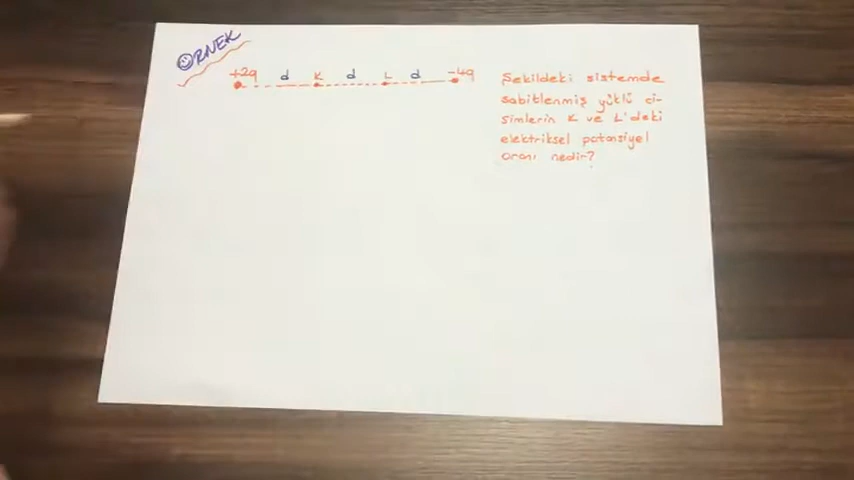 ÖRNEK
+2q d K d L d -4q
Şekildeki sistemde
sabitlenmiş yüklü ci-
simlerin K ve L'deki
elektriksel potansiyel
oranı nedir?